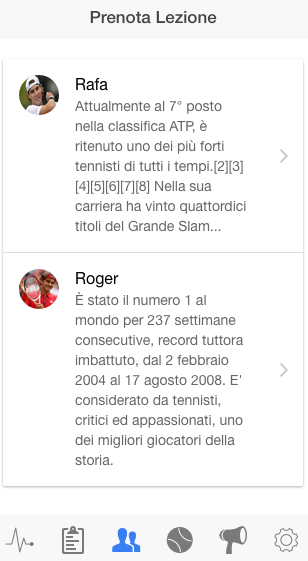 Prenota Lezione
Rafa
Attualmente al 7° posto
nella classifica ATP, è
ritenuto uno dei più forti
tennisti di tutti i tempi.[2][3]
[4][5][6][7][8] Nella sua
carriera ha vinto quattordici
titoli del Grande Slam...
Roger
È stato il numero 1 al
mondo per 237 settimane
consecutive, record tuttora
imbattuto, dal 2 febbraio
2004 al 17 agosto 2008. E'
considerato da tennisti,
critici ed appassionati, uno
dei migliori giocatori della
storia.